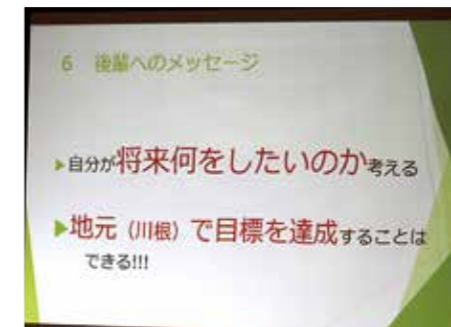 6 後輩へのメッセージ
▶自分が将来何をしたいのか考える
▶地元（川根）で目標を達成することは
できる!!!